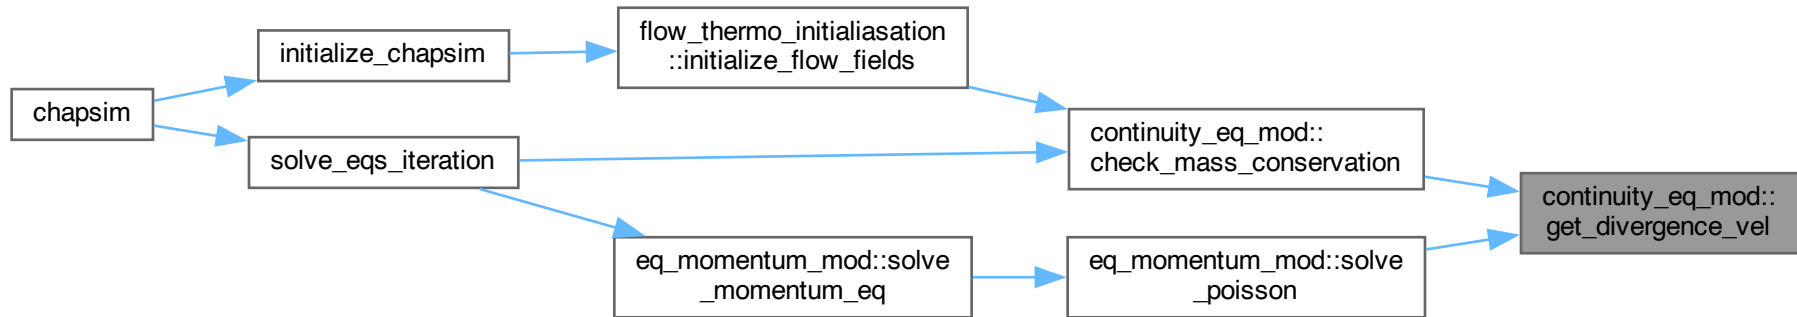 chapsim
initialize_chapsim
solve_eqs_iteration
flow_thermo_initialiasation
::initialize_flow_fields
eq_momentum_mod::solve
_momentum_eq
continuity_eq_mod::
check_mass_conservation
eq_momentum_mod::solve
_poisson
continuity_eq_mod::
get_divergence_vel